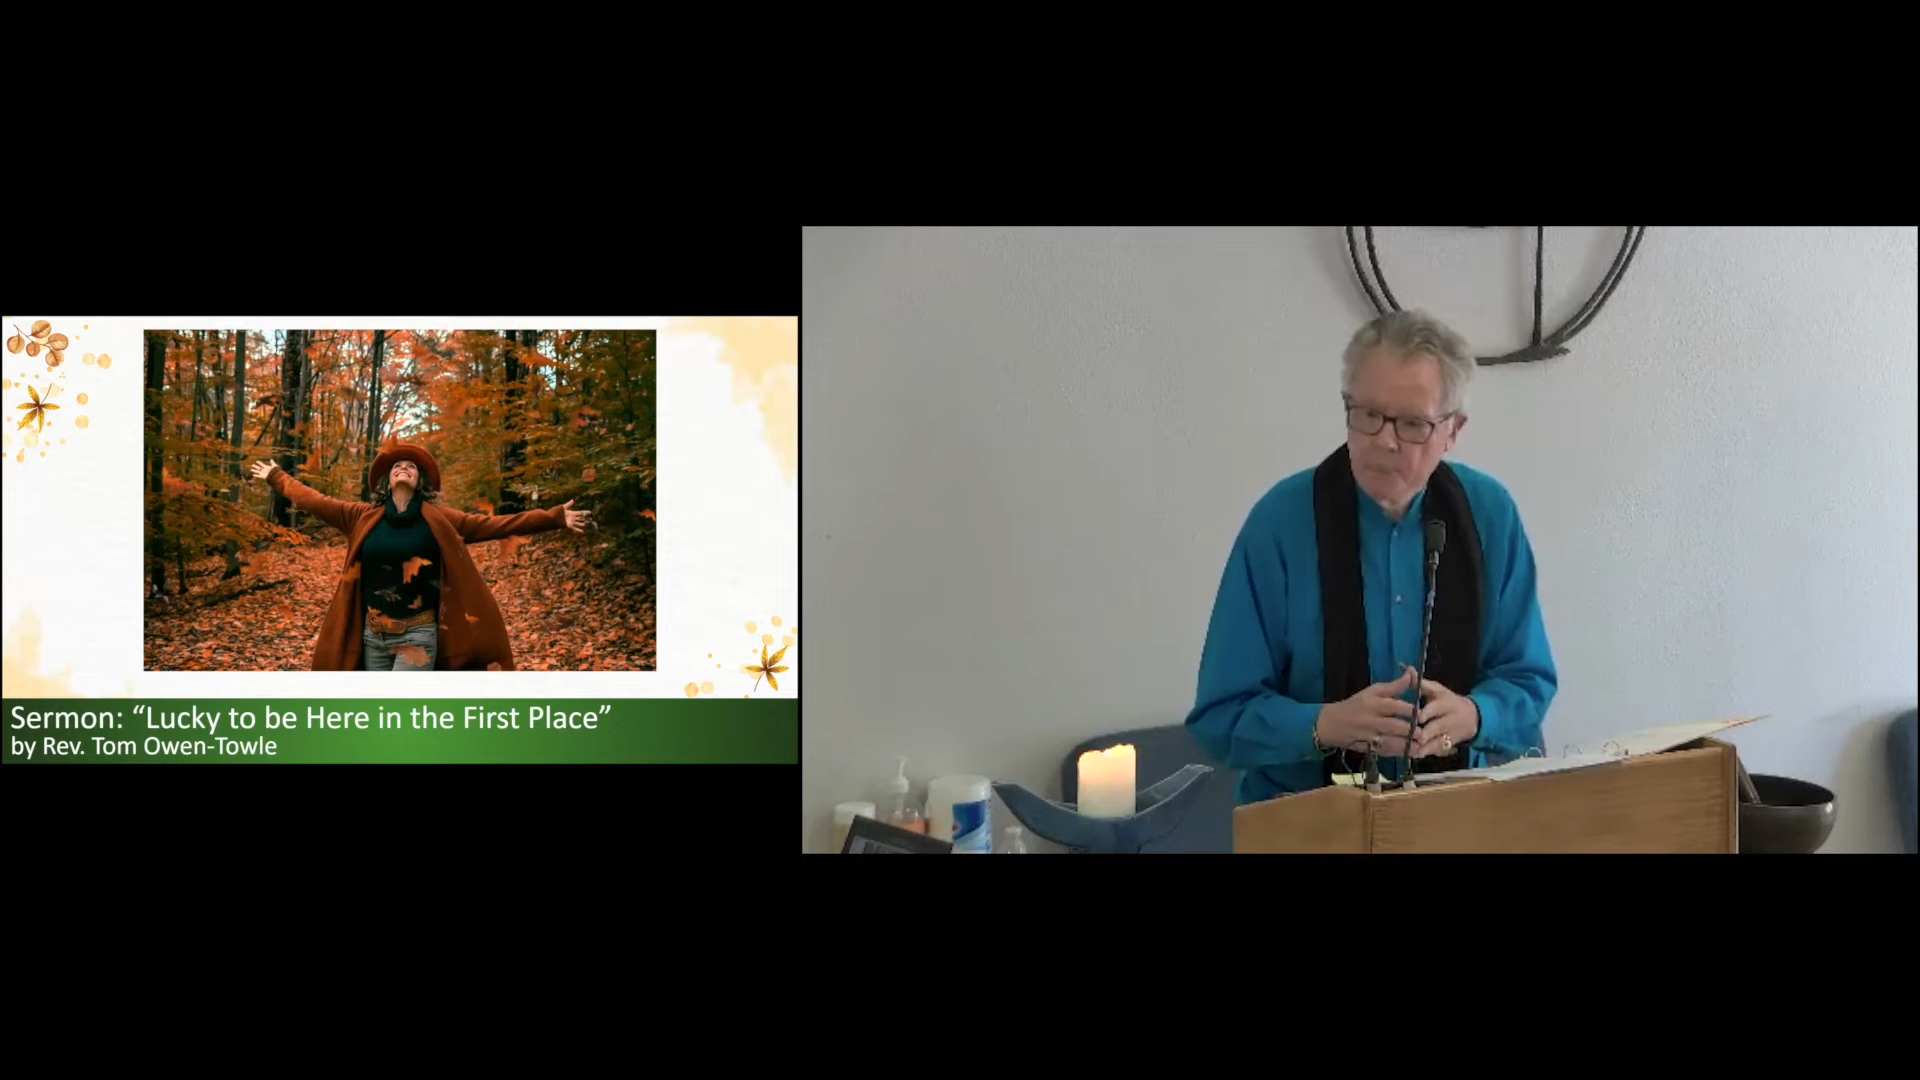 Sermon: “Lucky to be Here in the First Place”
by Rev. Tom Owen-Towle